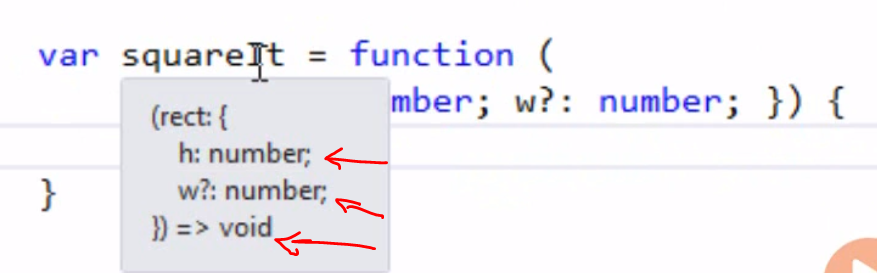 var squareIt = function (
mber; w?: number; }) {
(rect: {
h: number;
w?: number;
}) => void
}